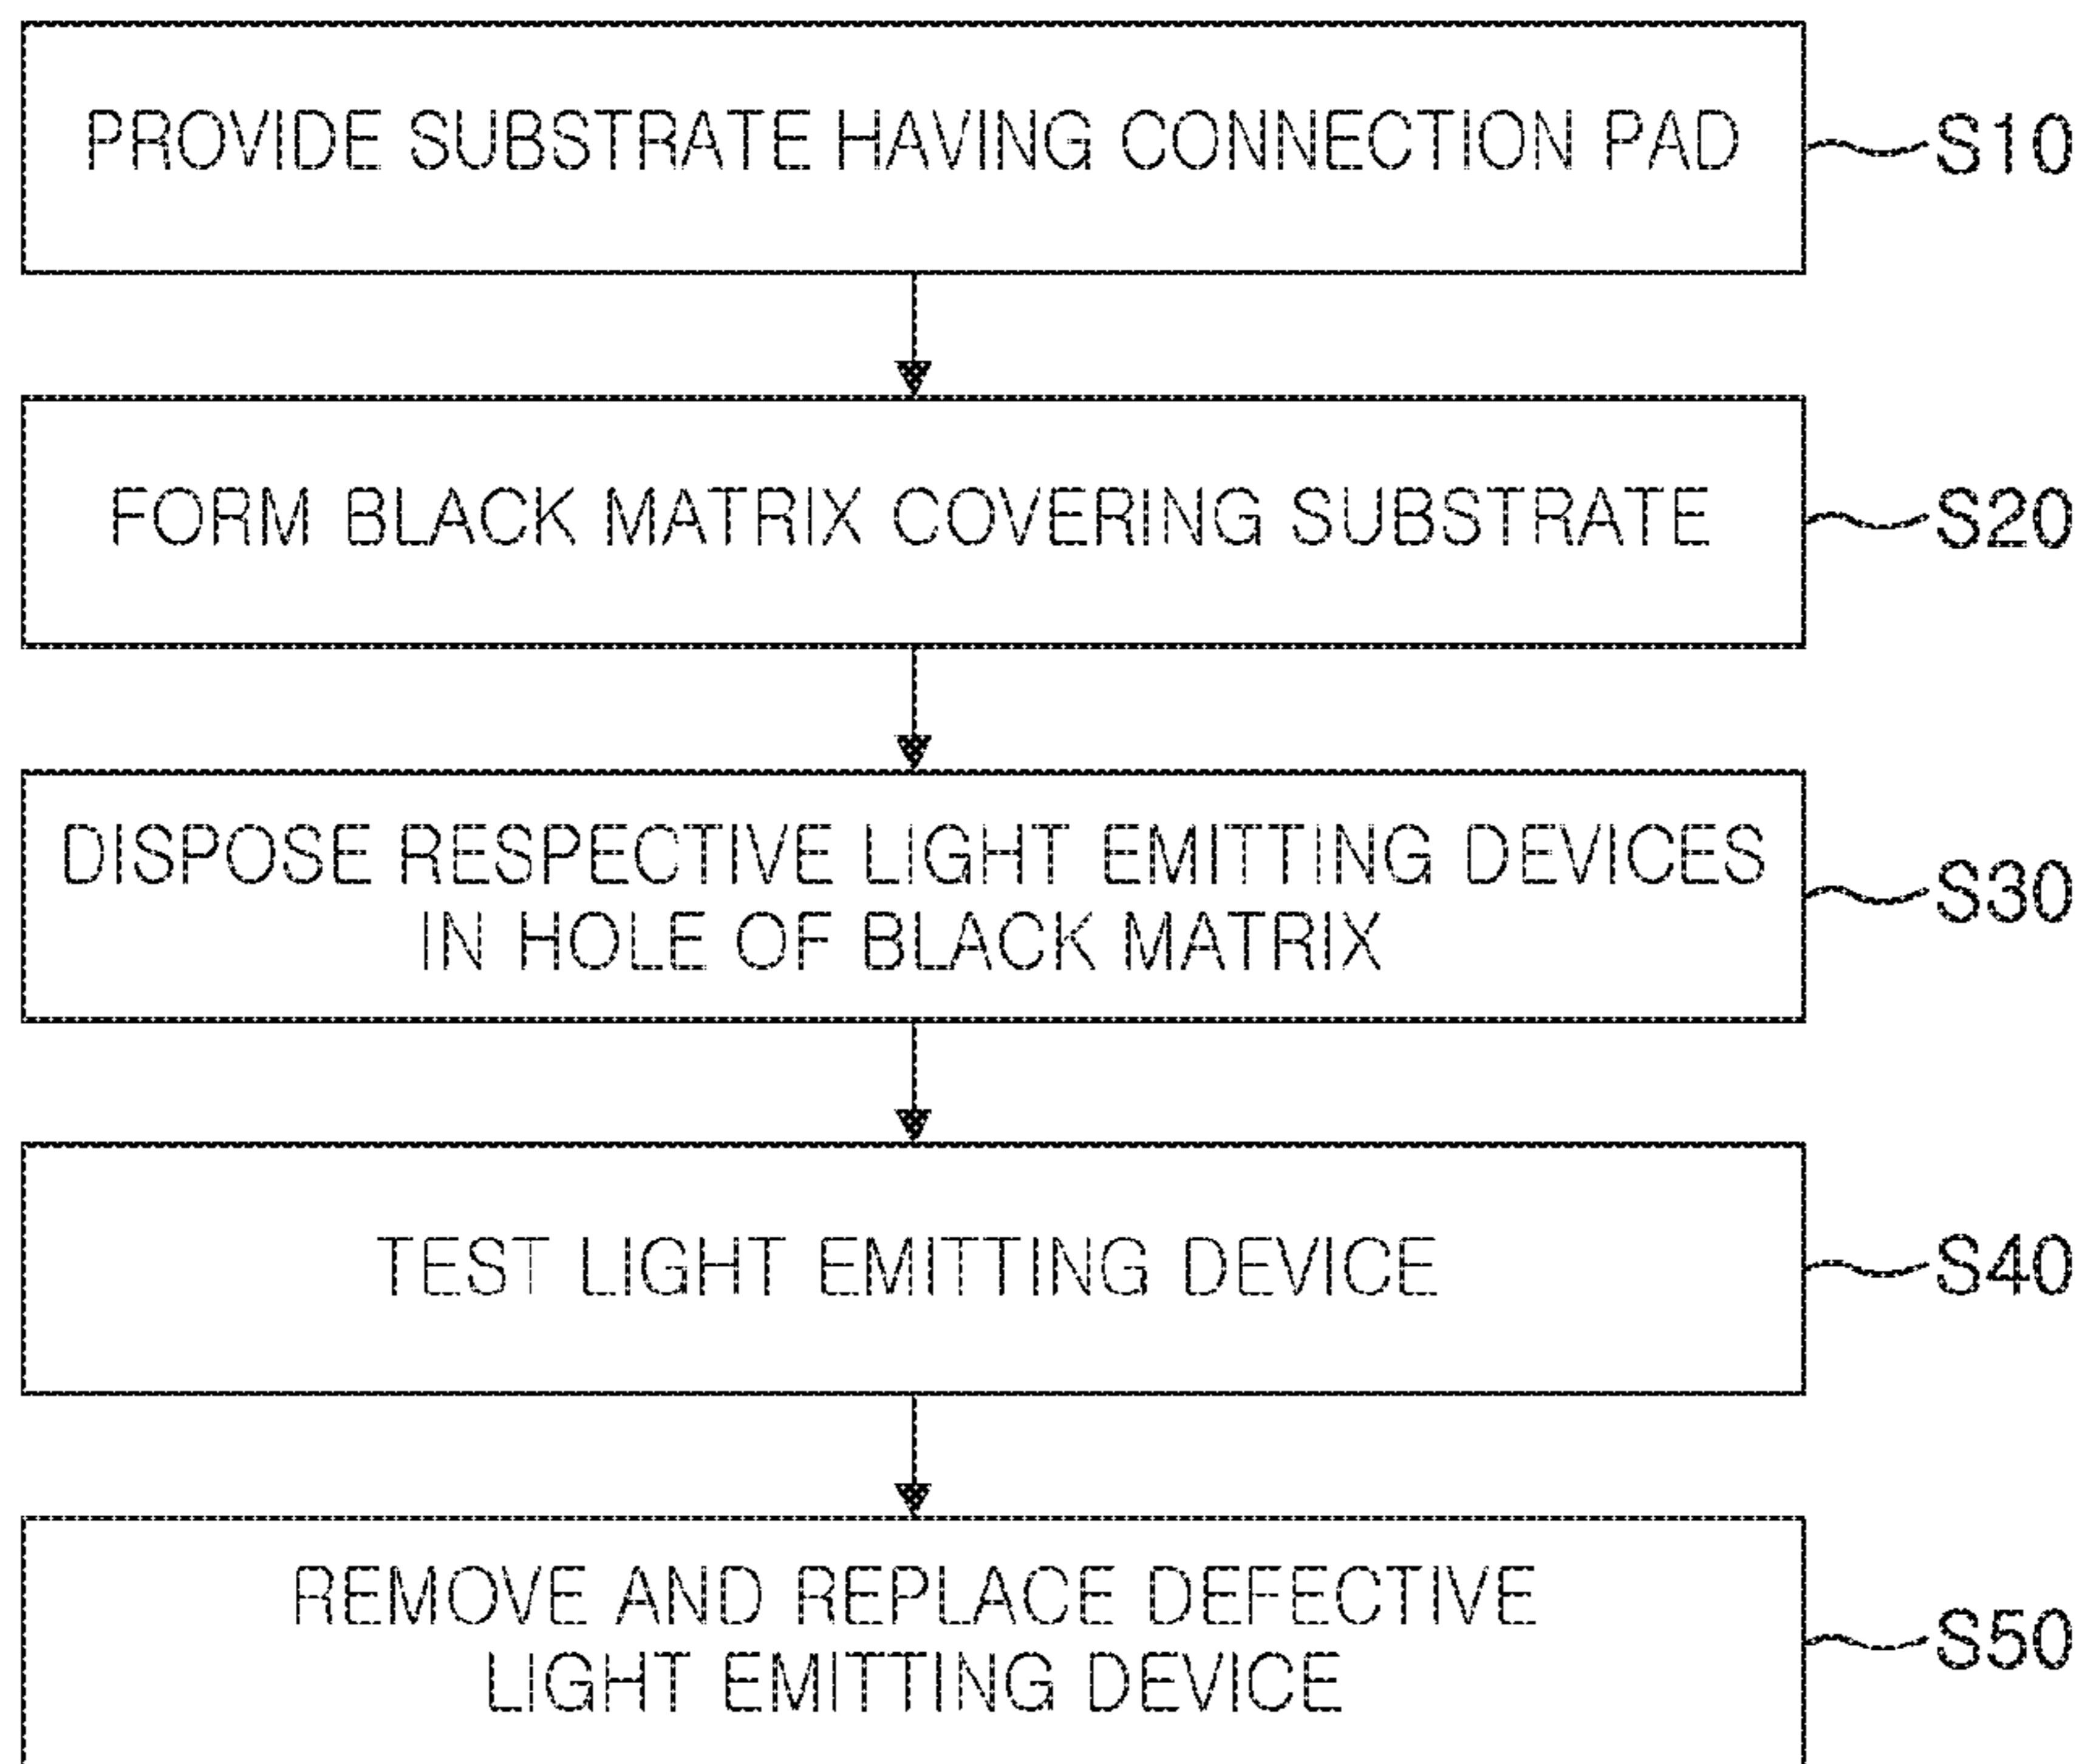 PROVIDE SUBSTRATE HAVING CONNECTION PAD
S10
FORM BLACK MATRIX COVERING SUBSTRATE
S20
DISPOSE RESPECTIVE LIGHT EMITTING DEVICES
IN HOLE OF BLACK MATRIX
S30
TEST LIGHT EMITTING DEVICE
S40
REMOVE AND REPLACE DEFECTIVE
LIGHT EMITTING DEVICE
S50